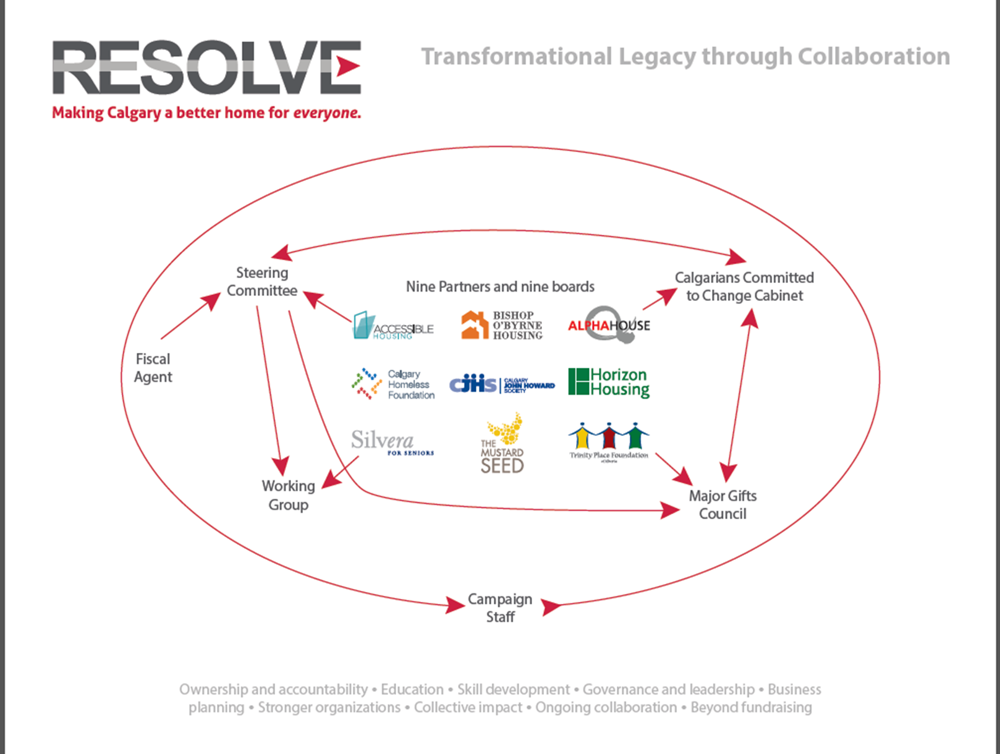 RESOLVE
Making Calgary a better home for everyone.
Transformational Legacy through Collaboration
Steering
Committee
Nine Partners and nine boards
Calgarians Committed
to Change Cabinet
Fiscal
Agent
ACCESSIBLE
HOUSING
BISHOP
O'BYRNE
HOUSING
ALPHAHOUSE
Calgary
Homeless
Foundation
CJHS
CALGARY
JOHN HOWARD
SOCIETY
Horizon
Housing
Silvera
FOR SENIORS
THE
MUSTARD
SEED
Trinity Place Foundation
Working
Group
Major Gifts
Council
Campaign
Staff
Ownership and accountability • Education • Skill development • Governance and leadership • Business
planning • Stronger organizations • Collective impact • Ongoing collaboration • Beyond fundraising